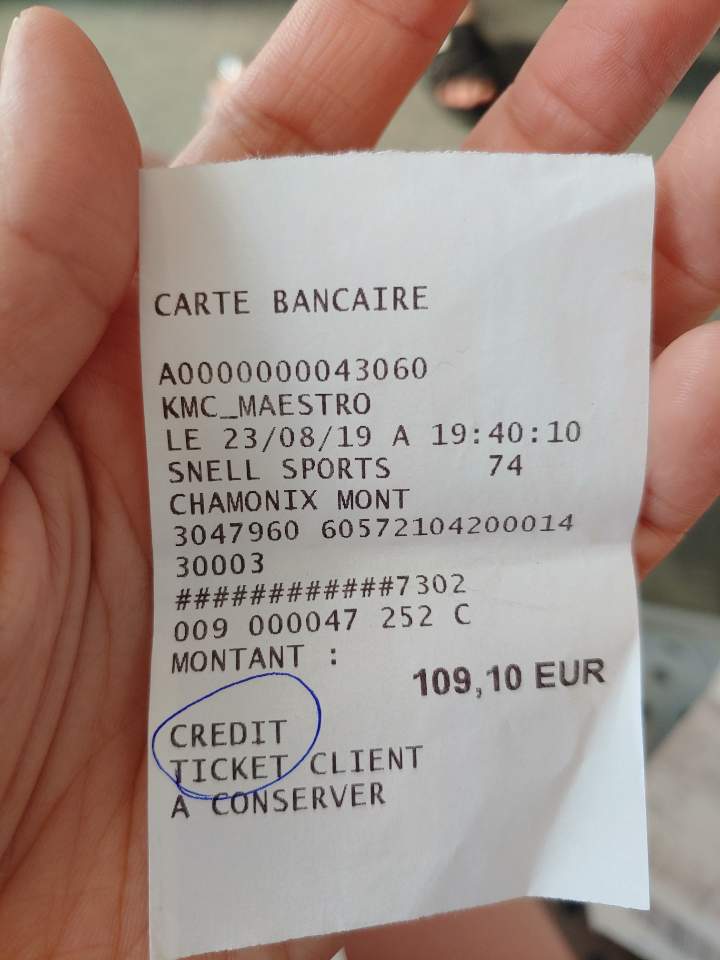 CARTE BANCAIRE
A0000000043060
KMC_MAESTRO
LE 23/08/19 A 19:40:10
SNELL SPORTS 74
CHAMONIX MONT
3047960 60572104200014
30003
############7302
009 000047 252 C
MONTANT :
109,10 EUR
CREDIT
TICKET CLIENT
A CONSERVER